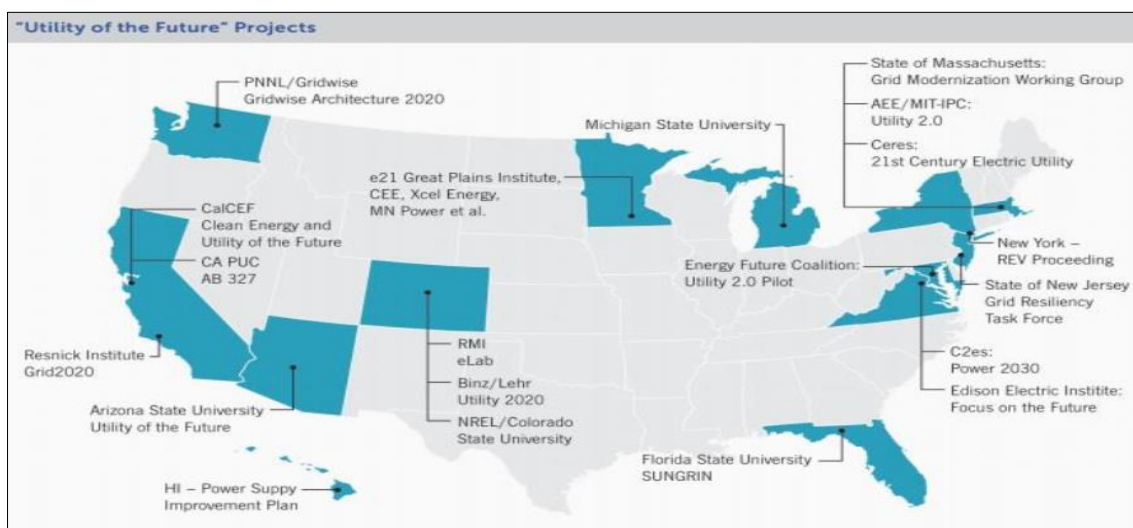 "Utility of the Future" Projects
PNNL/Gridwise
Gridwise Architecture 2020
Michigan State University
State of Massachusetts:
Grid Modernization Working Group
AEE/MIT-IPC:
Utility 2.0
Ceres:
21st Century Electric Utility
e21 Great Plains Institute,
CEE, Xcel Energy,
MN Power et al.
CalCEF
Clean Energy and
Utility of the Future
CA PUC
AB 327
New York –
REV Proceeding
Energy Future Coalition:
Utility 2.0 Pilot
State of New Jersey
Grid Resiliency
Task Force
Resnick Institute
Grid2020
RMI
eLab
Binz/Lehr
Utility 2020
NREL/Colorado
State University
C2es:
Power 2030
Edison Electric Institite:
Focus on the Future
Arizona State University
Utility of the Future
Florida State University
SUNGRIN
HI – Power Suppy
Improvement Plan